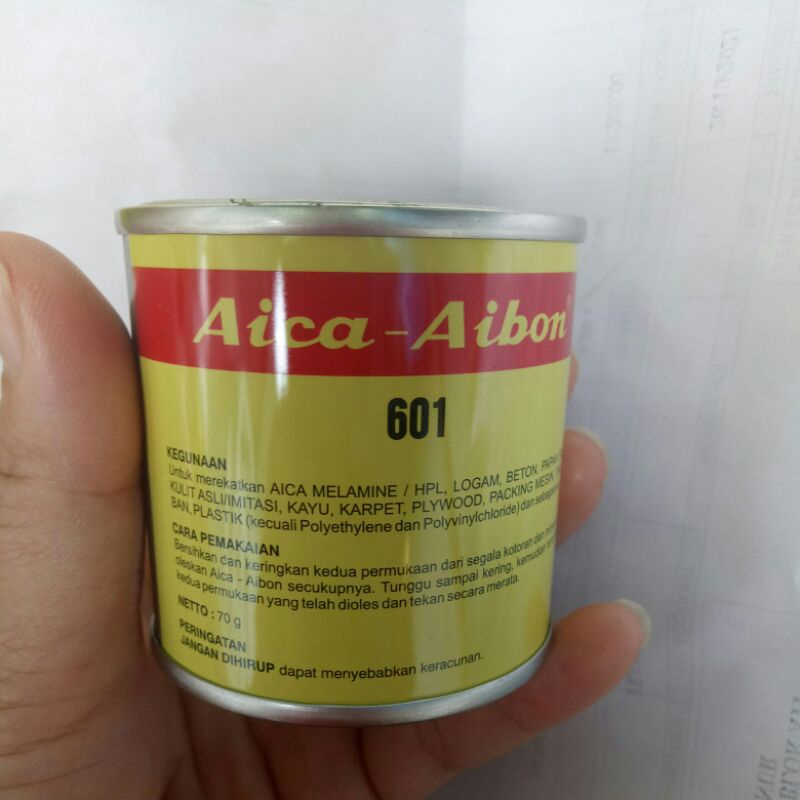 Aica - Aibon®
601
KEGUNAAN
Untuk merekatkan AICA MELAMINE / HPL, LOGAM, BETON, PAPAN
KULIT ASLI/IMITASI, KAYU, KARPET, PLYWOOD, PACKING MESIN,
BAN, PLASTIK (kecuali Polyethylene dan Polyvinylchloride) dan
CARA PEMAKAIAN
Bersihkan dan keringkan kedua permukaan dari segala kotoran dan
oleskan Aica - Aibon secukupnya. Tunggu sampai kering, kemudian
kedua permukaan yang telah dioles dan tekan secara merata.
NETTO : 70 g
PERINGATAN
JANGAN DIHIRUP dapat menyebabkan keracunan.